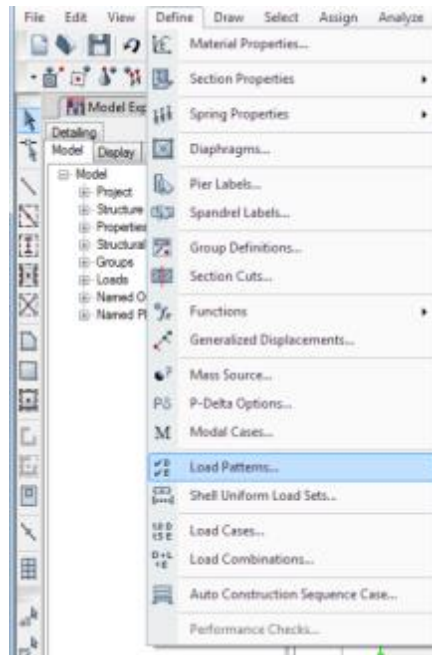 File Edit View Define Draw Select Assign Analyze
Material Properties...
Section Properties
Spring Properties
Diaphragms...
Pier Labels...
Spandrel Labels...
Group Definitions...
Section Cuts...
Functions
Generalized Displacements...
Mass Source...
P-Delta Options...
Modal Cases...
Load Patterns...
Shell Uniform Load Sets...
Load Cases...
Load Combinations...
Auto Construction Sequence Case...
Performance Checks...
Model Exp
Detailing
Model Display
Model
Project
Structure
Properties
Structural
Groups
Loads
Named O
Named Pl